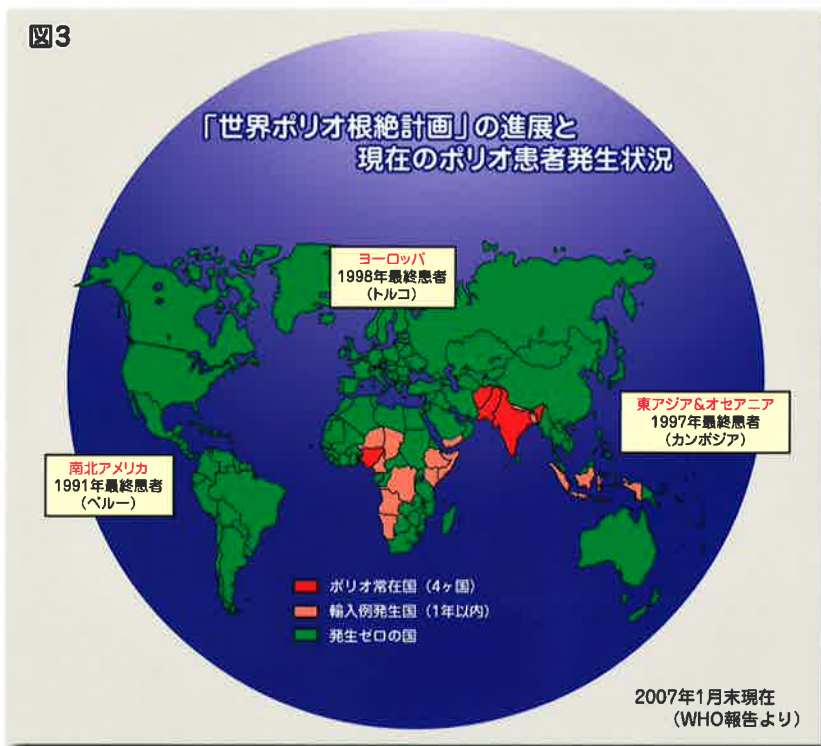 図3
「世界ポリオ根絶計画」の進展と
現在のポリオ患者発生状況
ヨーロッパ
1998年最終患者
(トルコ)
東アジア&オセアニア
1997年最終患者
(カンボジア)
南北アメリカ
1991年最終患者
(ペルー)
ポリオ常在国(4ヶ国)
輸入例発生国(1年以内)
発生ゼロの国
2007年1月末現在
(WHO報告より)